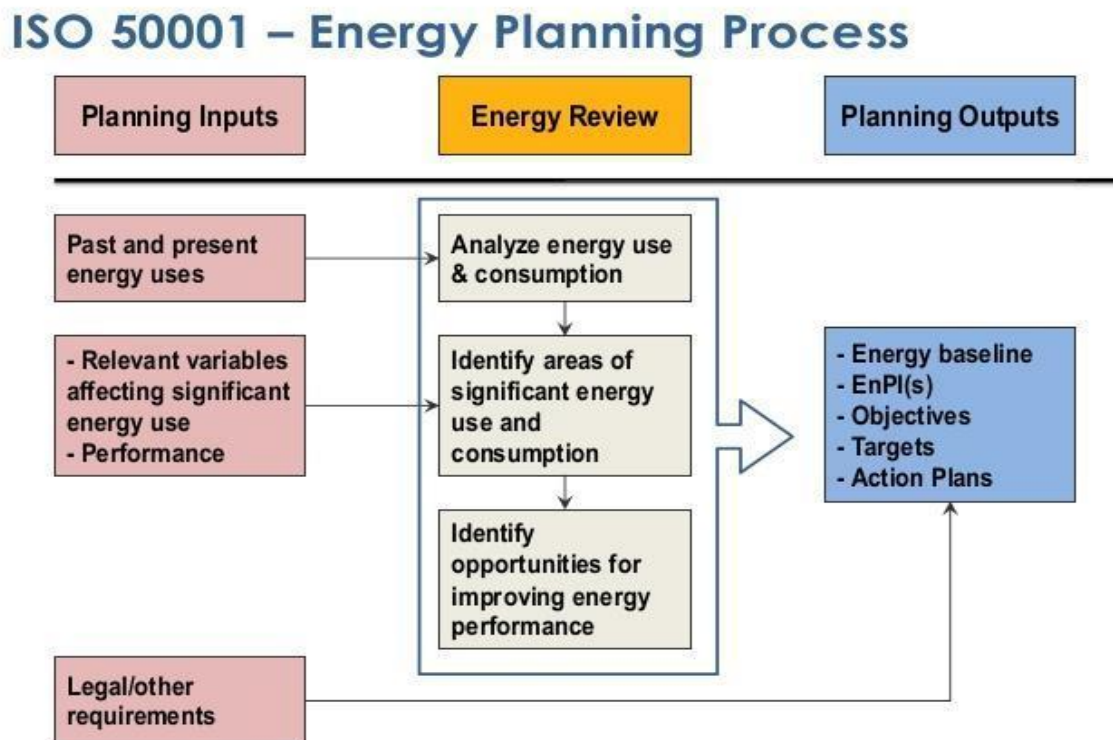 ISO 50001 – Energy Planning Process
Planning Inputs
Energy Review
Planning Outputs
Past and present
energy uses
Analyze energy use
& consumption
- Relevant variables
affecting significant
energy use
- Performance
Identify areas of
significant energy
use and
consumption
- Energy baseline
- EnPI(s)
- Objectives
- Targets
- Action Plans
Identify
opportunities for
improving energy
performance
Legal/other
requirements